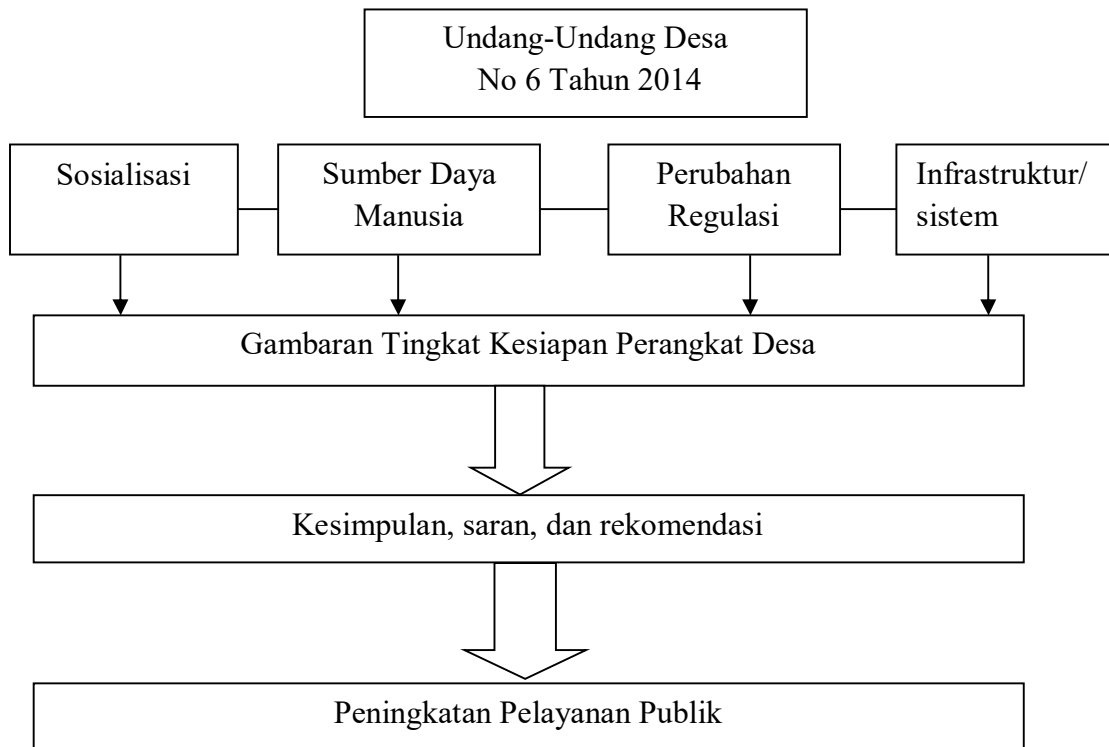 Undang-Undang Desa
No 6 Tahun 2014
Sosialisasi
Sumber Daya
Manusia
Perubahan
Regulasi
Infrastruktur/
sistem
Gambaran Tingkat Kesiapan Perangkat Desa
Kesimpulan, saran, dan rekomendasi
Peningkatan Pelayanan Publik